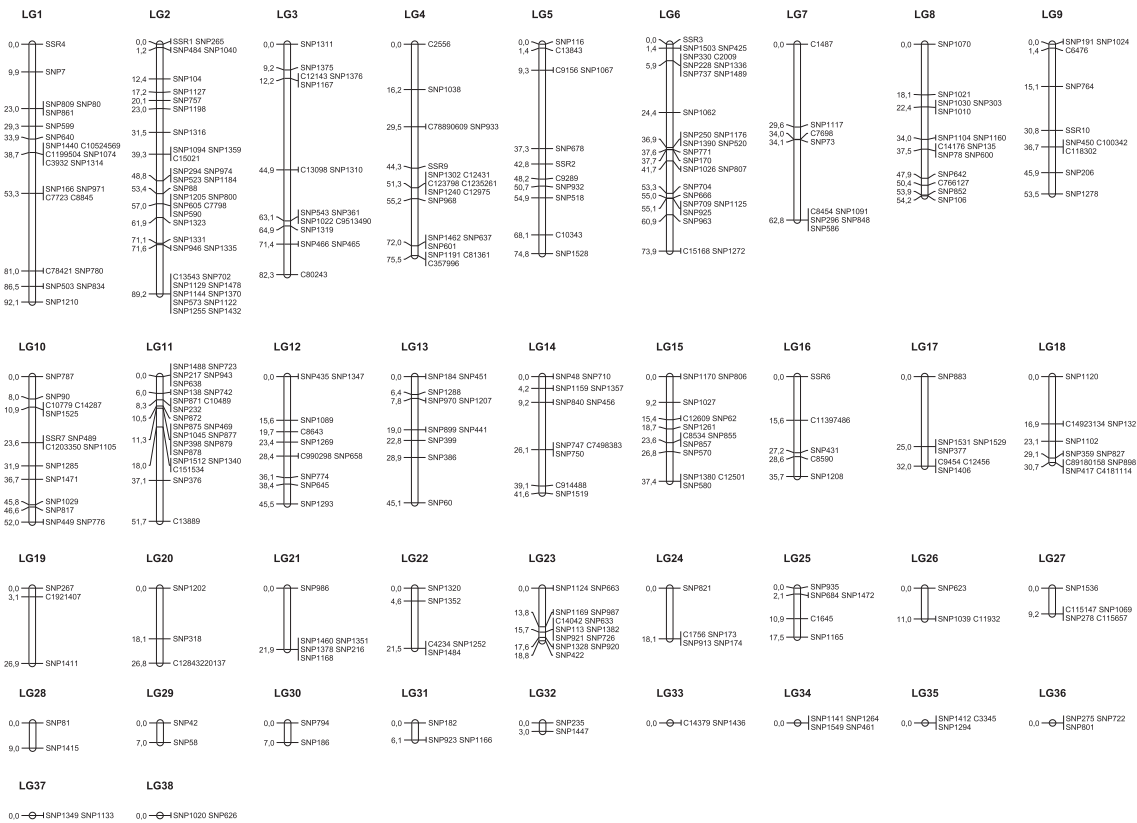 LG1
0,0 SSR4
9,9 SNP7
23,0 SNP809 SNP80
SNP861
29,3 SNP599
33,9 SNP640
38,7 SNP1440 C10524569
C1199504 SNP1074
C3932 SNP1314
53,3 SNP166 SNP971
C7723 C8845
81,0 C78421 SNP780
86,5 SNP503 SNP834
92,1 SNP1210
LG2
0,0 SSR1 SNP265
1,2 SNP484 SNP1040
12,4 SNP104
17,2 SNP1127
20,1 SNP757
23,0 SNP1198
31,5 SNP1316
39,3 SNP1094 SNP1359
C15021
48,8 SNP294 SNP974
SNP523 SNP1184
53,4 SNP88
57,0 SNP1205 SNP800
SNP605 C7798
SNP590
61,9 SNP1323
71,1 SNP1331
71,6 SNP946 SNP1335
89,2 C13543 SNP702
SNP1129 SNP1478
SNP1144 SNP1370
SNP573 SNP1122
SNP1255 SNP1432
LG3
0,0 SNP1311
9,2 SNP1375
12,2 C12143 SNP1376
SNP1167
44,9 C13098 SNP1310
63,1 SNP543 SNP361
SNP1022 C9513490
64,9 SNP1319
71,4 SNP466 SNP465
82,3 C80243
LG4
0,0 C2556
16,2 SNP1038
29,5 C78890609 SNP933
44,3 SSR9
51,3 SNP1302 C12431
C123798 C1235261
SNP1240 C12975
55,2 SNP968
72,0 SNP1462 SNP637
SNP601
75,5 SNP1191 C81361
C357996
LG5
0,0 SNP116
1,4 C13843
9,3 C9156 SNP1067
37,3 SNP678
42,8 SSR2
48,2 C9289
50,7 SNP932
54,9 SNP518
68,1 C10343
74,8 SNP1528
LG6
0,0 SSR3
1,4 SNP1503 SNP425
5,9 SNP330 C2009
SNP228 SNP1336
SNP737 SNP1489
24,4 SNP1062
36,9 SNP250 SNP1176
SNP1390 SNP520
37,6 SNP771
37,7 SNP170
41,7 SNP1026 SNP807
53,3 SNP704
55,0 SNP666
55,1 SNP709 SNP1125
SNP925
60,9 SNP963
73,9 C15168 SNP1272
LG7
0,0 C1487
29,6 SNP1117
34,0 C7698
34,1 SNP73
62,8 C8454 SNP1091
SNP296 SNP848
SNP586
LG8
0,0 SNP1070
18,1 SNP1021
22,4 SNP1030 SNP303
SNP1010
34,0 SNP1104 SNP1160
37,5 C14176 SNP135
SNP78 SNP600
47,9 SNP642
50,4 C766127
53,9 SNP852
54,2 SNP106
LG9
0,0 SNP191 SNP1024
1,4 C6476
15,1 SNP764
30,8 SSR10
36,7 SNP450 C100342
C118302
45,9 SNP206
53,5 SNP1278
LG10
0,0 SNP787
8,0 SNP90
10,9 C10779 C14287
SNP1525
23,6 SSR7 SNP489
C1203350 SNP1105
31,9 SNP1285
36,7 SNP1471
45,8 SNP1029
46,6 SNP817
52,0 SNP449 SNP776
LG11
0,0 SNP1488 SNP723
SNP217 SNP943
SNP638
6,0 SNP138 SNP742
8,3 SNP871 C10489
SNP232
10,5 SNP872
11,3 SNP875 SNP469
SNP1045 SNP877
SNP398 SNP879
SNP878
18,0 SNP1512 SNP1340
C151534
37,1 SNP376
51,7 C13889
LG12
0,0 SNP435 SNP1347
15,6 SNP1089
19,7 C8643
23,4 SNP1269
28,4 C990298 SNP658
36,1 SNP774
38,4 SNP645
45,5 SNP1293
LG13
0,0 SNP184 SNP451
6,4 SNP1288
7,8 SNP970 SNP1207
19,0 SNP899 SNP441
22,8 SNP399
28,9 SNP386
45,1 SNP60
LG14
0,0 SNP48 SNP710
4,2 SNP1159 SNP1357
9,2 SNP840 SNP456
26,1 SNP747 C7498383
SNP750
39,1 C914488
41,6 SNP1519
LG15
0,0 SNP1170 SNP806
9,2 SNP1027
15,4 C12609 SNP62
18,7 SNP1261
23,6 C8534 SNP855
SNP857
26,8 SNP570
37,4 SNP1380 C12501
SNP580
LG16
0,0 SSR6
15,6 C11397486
27,2 SNP431
28,6 C8590
35,7 SNP1208
LG17
0,0 SNP883
25,0 SNP1531 SNP1529
SNP377
32,0 C9454 C12456
SNP1406
LG18
0,0 SNP1120
16,9 C14923134 SNP132
23,1 SNP1102
29,1 SNP359 SNP827
30,7 C89180158 SNP898
SNP417 C4181114
LG19
0,0 SNP267
3,1 C1921407
26,9 SNP1411
LG20
0,0 SNP1202
18,1 SNP318
26,8 C12843220137
LG21
0,0 SNP986
21,9 SNP1460 SNP1351
SNP1378 SNP216
SNP1168
LG22
0,0 SNP1320
4,6 SNP1352
21,5 C4234 SNP1252
SNP1484
LG23
0,0 SNP1124 SNP663
13,8 SNP1169 SNP987
C14042 SNP633
15,7 SNP113 SNP1382
17,6 SNP921 SNP726
SNP1328 SNP920
18,8 SNP422
LG24
0,0 SNP821
18,1 C1756 SNP173
SNP913 SNP174
LG25
0,0 SNP935
2,1 SNP684 SNP1472
10,9 C1645
17,5 SNP1165
LG26
0,0 SNP623
11,0 SNP1039 C11932
LG27
0,0 SNP1536
9,2 C115147 SNP1069
SNP278 C115657
LG28
0,0 SNP81
9,0 SNP1415
LG29
0,0 SNP42
7,0 SNP58
LG30
0,0 SNP794
7,0 SNP186
LG31
0,0 SNP182
6,1 SNP923 SNP1166
LG32
0,0 SNP235
3,0 SNP1447
LG33
0,0 C14379 SNP1436
LG34
0,0 SNP1141 SNP1264
SNP1549 SNP461
LG35
0,0 SNP1412 C3345
SNP1294
LG36
0,0 SNP275 SNP722
SNP801
LG37
0,0 SNP1349 SNP1133
LG38
0,0 SNP1020 SNP626